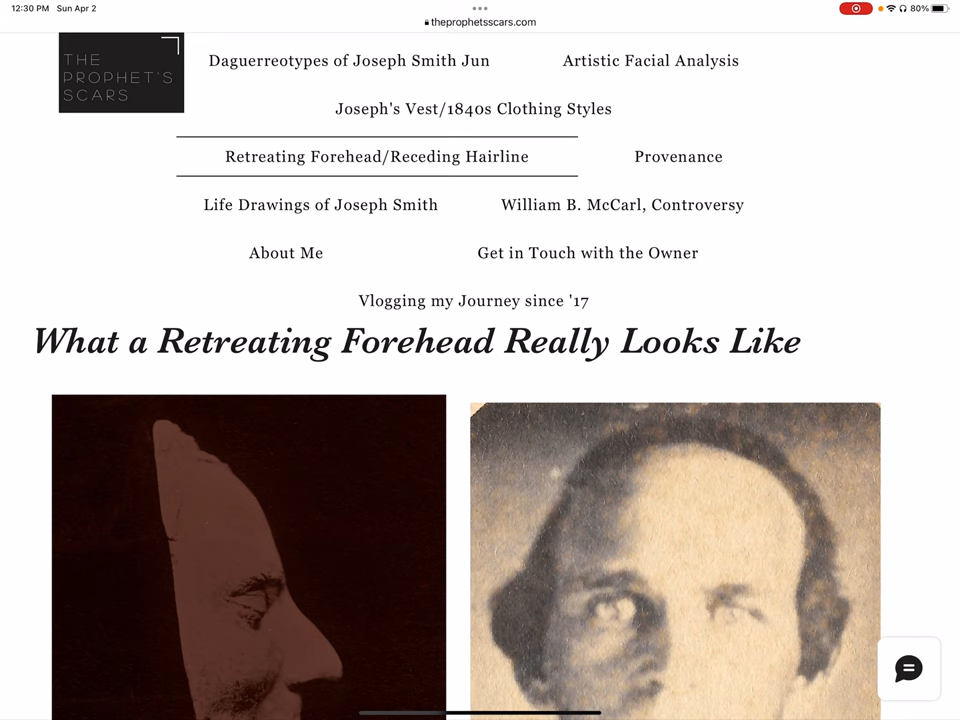 12:30 PM Sun Apr 2
80%
theprophetsscars.com
THE
PROPHET'S
SCARS
Daguerreotypes of Joseph Smith Jun
Artistic Facial Analysis
Joseph's Vest/1840s Clothing Styles
Retreating Forehead/Receding Hairline
Provenance
Life Drawings of Joseph Smith
William B. McCarl, Controversy
About Me
Get in Touch with the Owner
Vlogging my Journey since '17
What a Retreating Forehead Really Looks Like